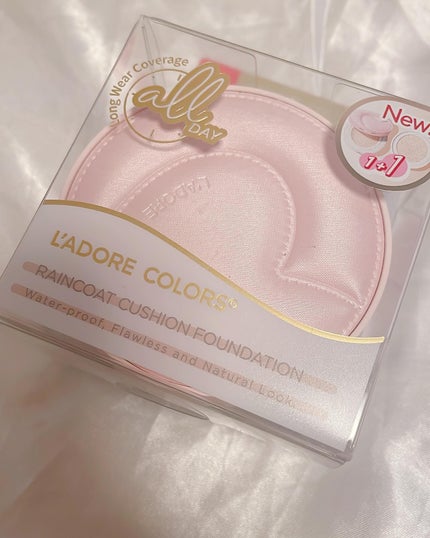 Long Wear Coverage
all
DAY
New!
1+1
L'ADORE
L'ADORE COLORS®
RAINCOAT CUSHION FOUNDATION
Water-proof, Flawless and Natural Look